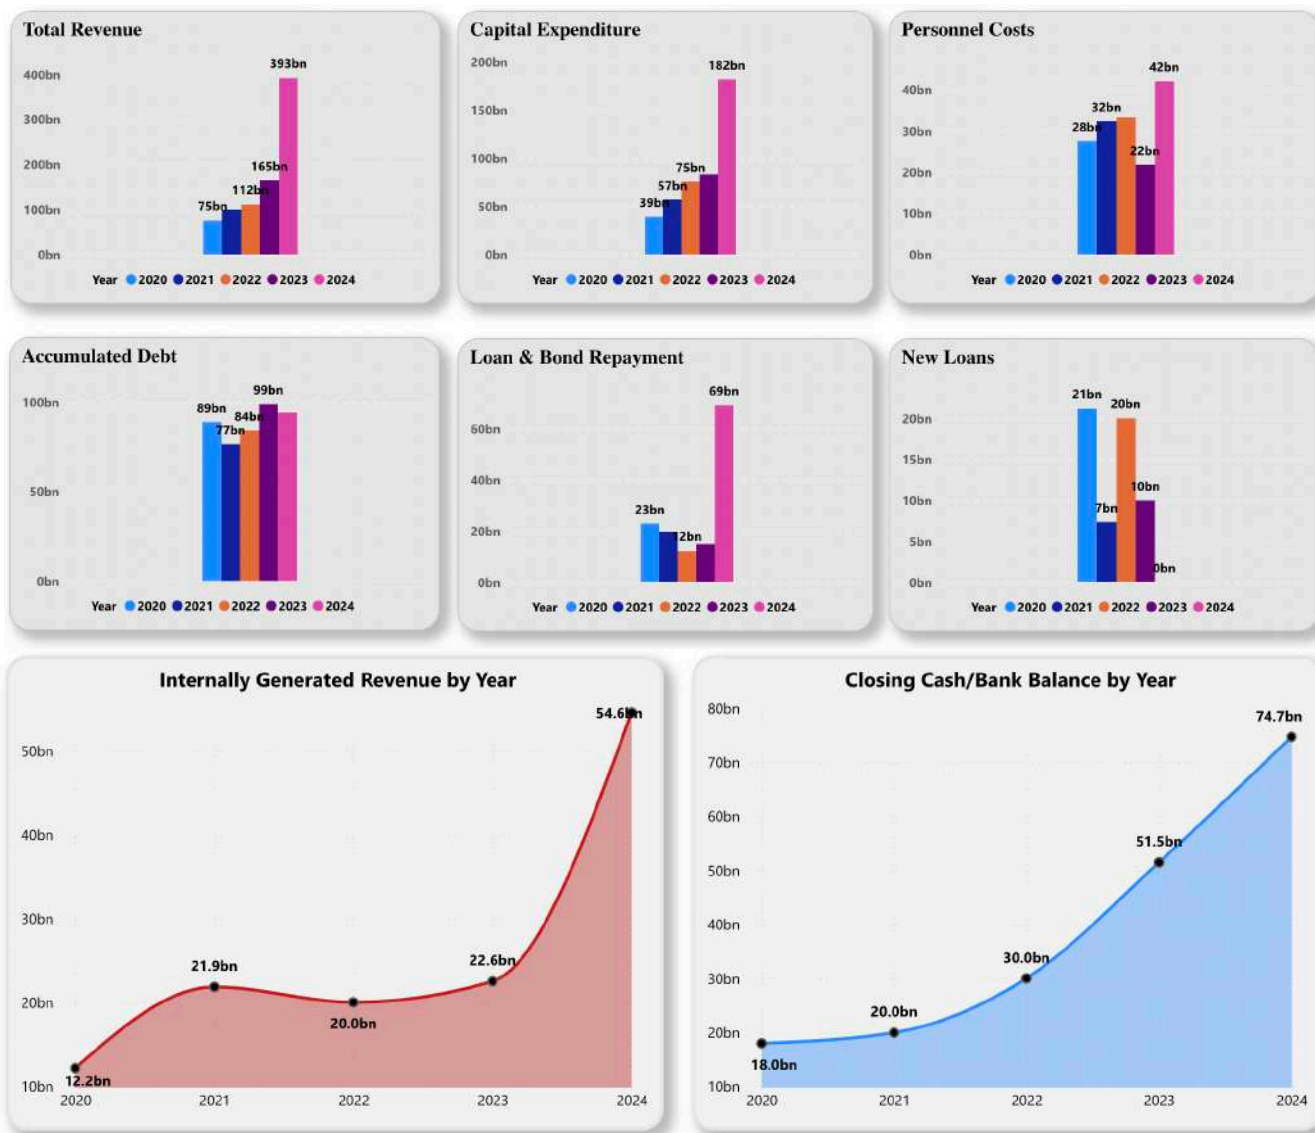 Total Revenue
400bn
300bn
200bn
100bn
0bn
75bn
112bn
165bn
393bn
Year 2020 2021 2022 2023 2024
Capital Expenditure
200bn
150bn
100bn
50bn
0bn
39bn
57bn
75bn
182bn
Year 2020 2021 2022 2023 2024
Personnel Costs
40bn
30bn
20bn
10bn
0bn
28bn
32bn
22bn
42bn
Year 2020 2021 2022 2023 2024
Accumulated Debt
100bn
50bn
0bn
89bn
77bn
84bn
99bn
Year 2020 2021 2022 2023 2024
Loan & Bond Repayment
60bn
40bn
20bn
0bn
23bn
12bn
69bn
Year 2020 2021 2022 2023 2024
New Loans
20bn
15bn
10bn
5bn
0bn
21bn
7bn
20bn
10bn
0bn
Year 2020 2021 2022 2023 2024
Internally Generated Revenue by Year
50bn
40bn
30bn
20bn
10bn
12.2bn
21.9bn
20.0bn
22.6bn
54.6bn
2020 2021 2022 2023 2024
Closing Cash/Bank Balance by Year
80bn
70bn
60bn
50bn
40bn
30bn
20bn
10bn
18.0bn
20.0bn
30.0bn
51.5bn
74.7bn
2020 2021 2022 2023 2024